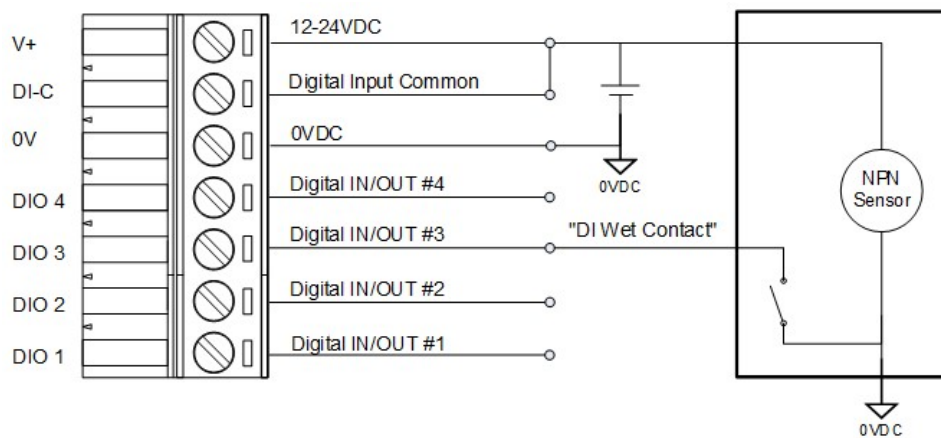 V+
12-24VDC
DI-C
Digital Input Common
0V
0VDC
0VDC
DIO 4
Digital IN/OUT #4
NPN
Sensor
DIO 3
Digital IN/OUT #3
"DI Wet Contact"
DIO 2
Digital IN/OUT #2
DIO 1
Digital IN/OUT #1
0VDC